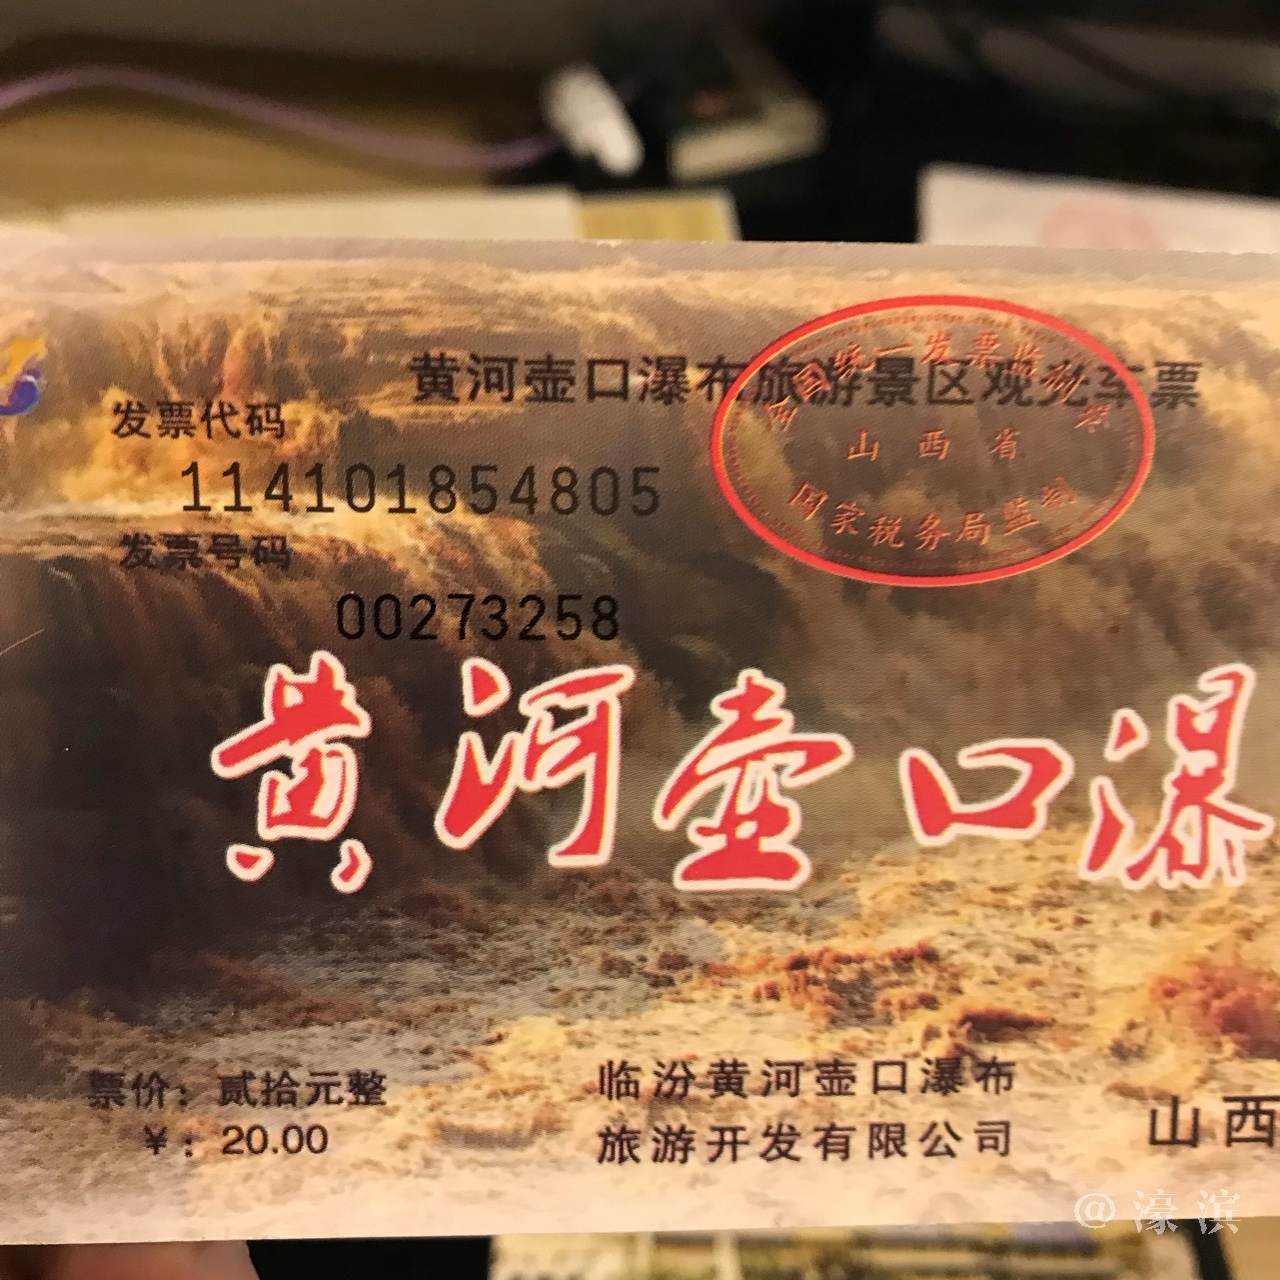 黄河壶口瀑布旅游景区观光车票
全国统一发票监制章
山西省
国家税务局监制
发票代码
114101854805
发票号码
00273258
黄河壶口瀑
票价：贰拾元整
¥：20.00
临汾黄河壶口瀑布
旅游开发有限公司
山西
@濠滨